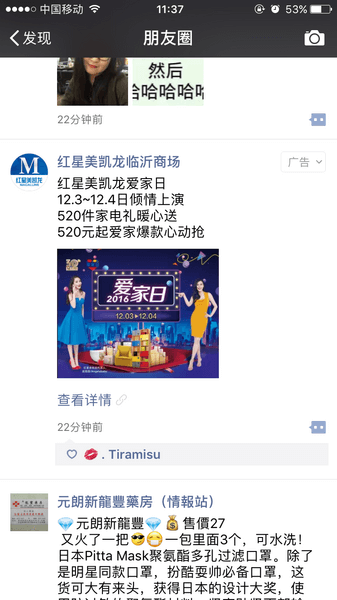 中国移动
11:37
53%
发现
朋友圈
然后
哈哈哈哈哈
22分钟前
M
红星美凯龙
红星美凯龙临沂商场
广告
红星美凯龙爱家日
12.3~12.4日倾情上演
520件家电礼暖心送
520元起爱家爆款心动抢
爱家日
2016
12.03 12.04
查看详情
22分钟前
. Tiramisu
元朗新龍豐藥房（情報站）
元朗新龍豐 售價27
又火了一把 一包里面3个，可水洗！
日本Pitta Mask聚氨酯多孔过滤口罩。除了
是明星同款口罩，扮酷耍帅必备口罩，这
货可大有来头，获得日本的设计大奖，使